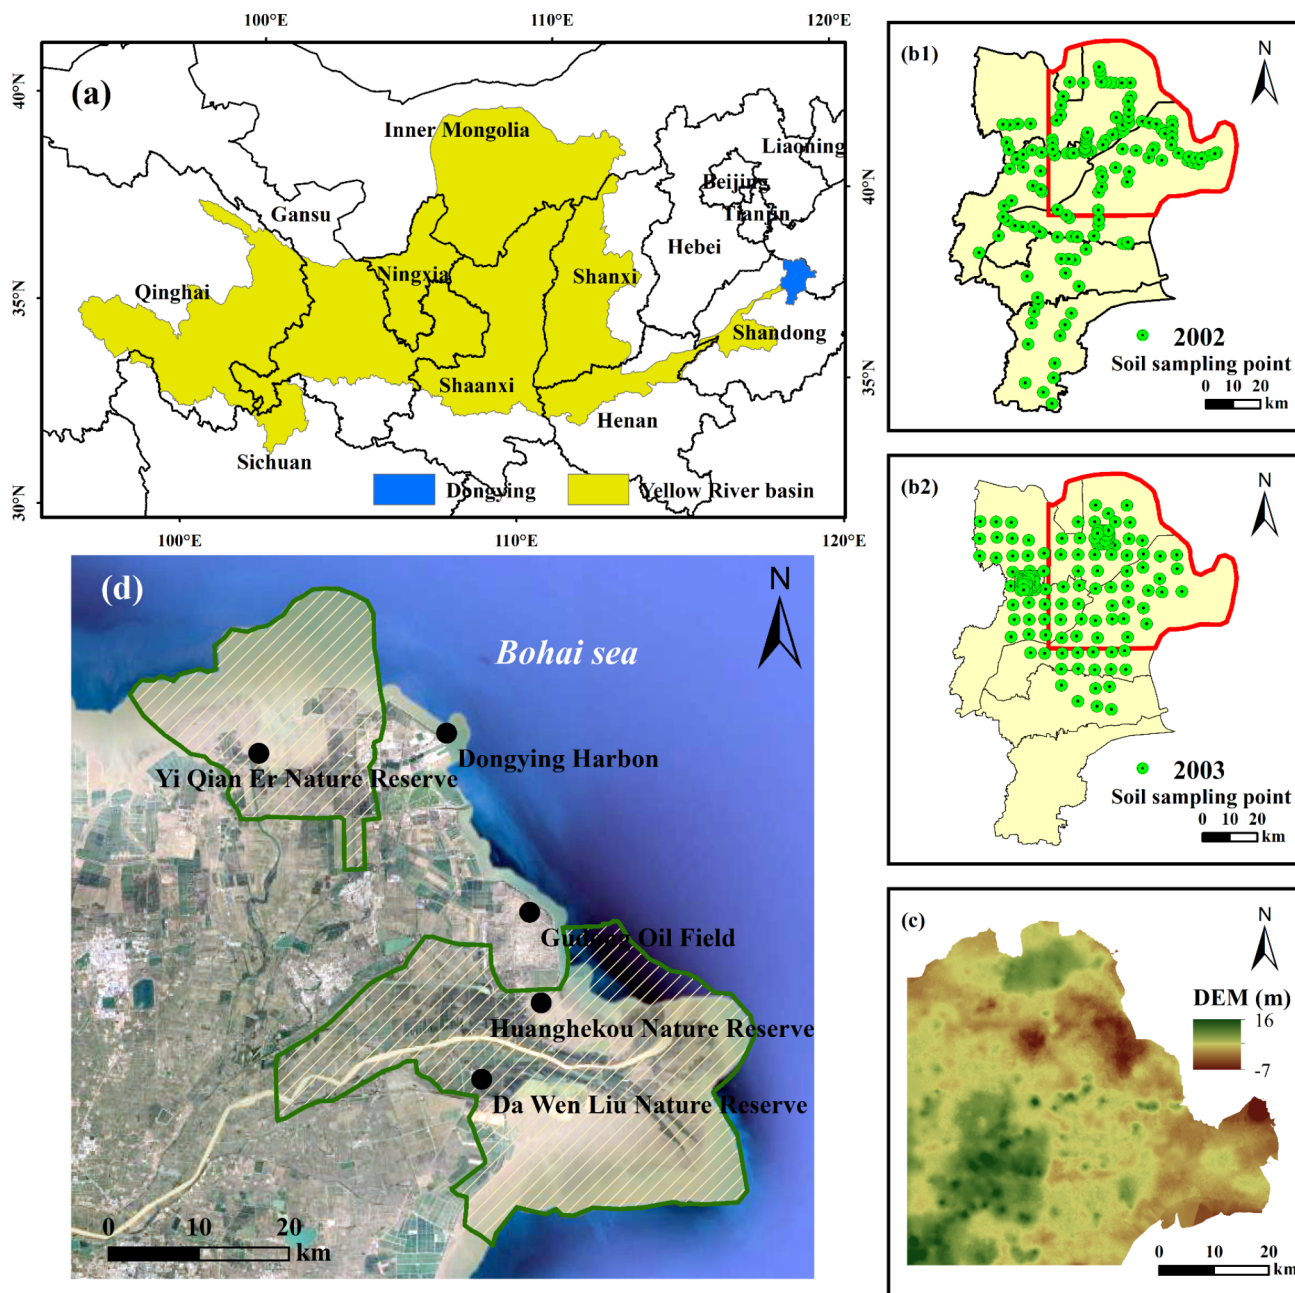 100°E 110°E 120°E
40°N
35°N
30°N
40°N
35°N
(a)
Inner Mongolia
Liaoning
Beijing
Tianjin
Gansu
Hebei
Ningxia
Shanxi
Qinghai
Shandong
Shaanxi
Henan
Sichuan
Dongying
Yellow River basin
100°E 110°E 120°E
(b1)
N
2002
Soil sampling point
0 10 20
km
(b2)
N
2003
Soil sampling point
0 10 20
km
(c)
N
DEM (m)
16
-7
0 10 20
km
(d)
N
Bohai sea
Dongying Harbon
Yi Qian Er Nature Reserve
Oil Field
Huanghekou Nature Reserve
Da Wen Liu Nature Reserve
0 10 20
km